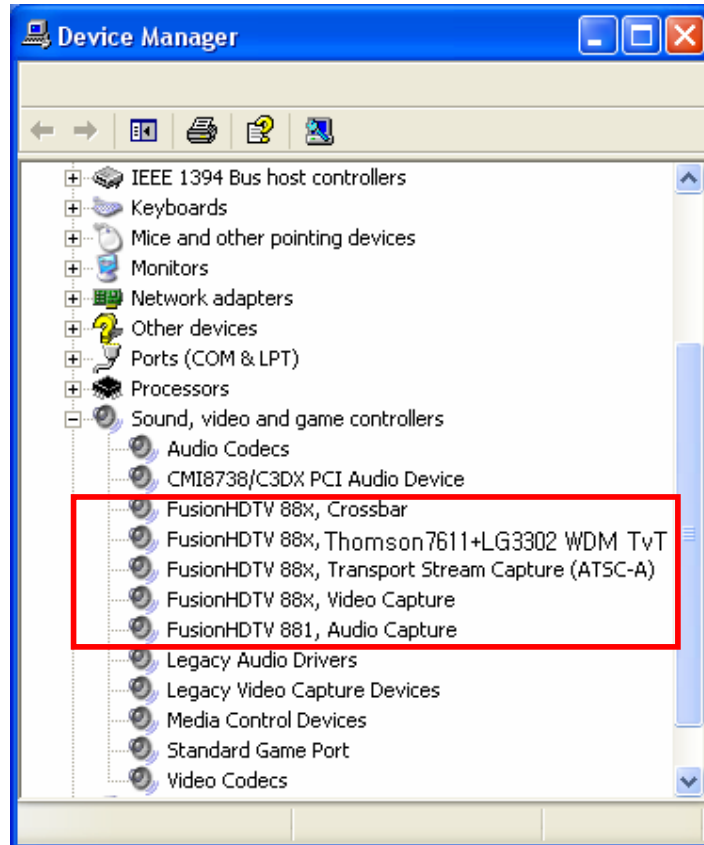 Device Manager
IEEE 1394 Bus host controllers
Keyboards
Mice and other pointing devices
Monitors
Network adapters
Other devices
Ports (COM & LPT)
Processors
Sound, video and game controllers
Audio Codecs
CMI8738/C3DX PCI Audio Device
FusionHDTV 88x, Crossbar
FusionHDTV 88x, Thomson7611+LG3302 WDM TvT
FusionHDTV 88x, Transport Stream Capture (ATSC-A)
FusionHDTV 88x, Video Capture
FusionHDTV 881, Audio Capture
Legacy Audio Drivers
Legacy Video Capture Devices
Media Control Devices
Standard Game Port
Video Codecs